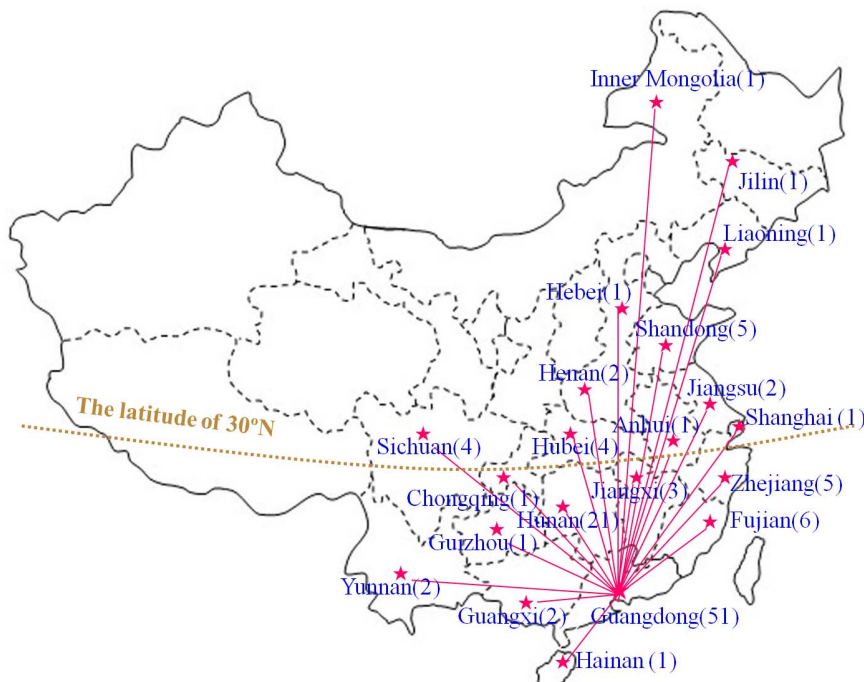 Inner Mongolia(1)
Jilin(1)
Liaoning(1)
Hebei(1)
Shandong(5)
Henan(2)
Jiangsu(2)
The latitude of 30°N
Anhui(1)
Shanghai (1)
Sichuan(4)
Hubei(4)
Chongqing(1)
Jiangxi(3)
Zhejiang(5)
Hunan(21)
Fujian(6)
Guizhou(1)
Yunnan(2)
Guangxi(2)
Guangdong(51)
Hainan (1)